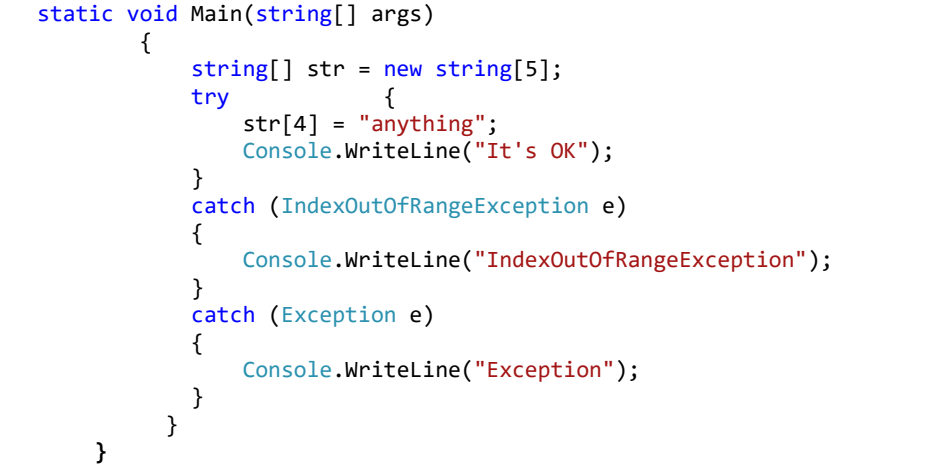 static void Main(string[] args)
{
string[] str = new string[5];
try {
str[4] = "anything";
Console.WriteLine("It's OK");
}
catch (IndexOutOfRangeException e)
{
Console.WriteLine("IndexOutOfRangeException");
}
catch (Exception e)
{
Console.WriteLine("Exception");
}
}
}